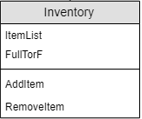 Inventory
ItemList
FullTorF
AddItem
RemoveItem